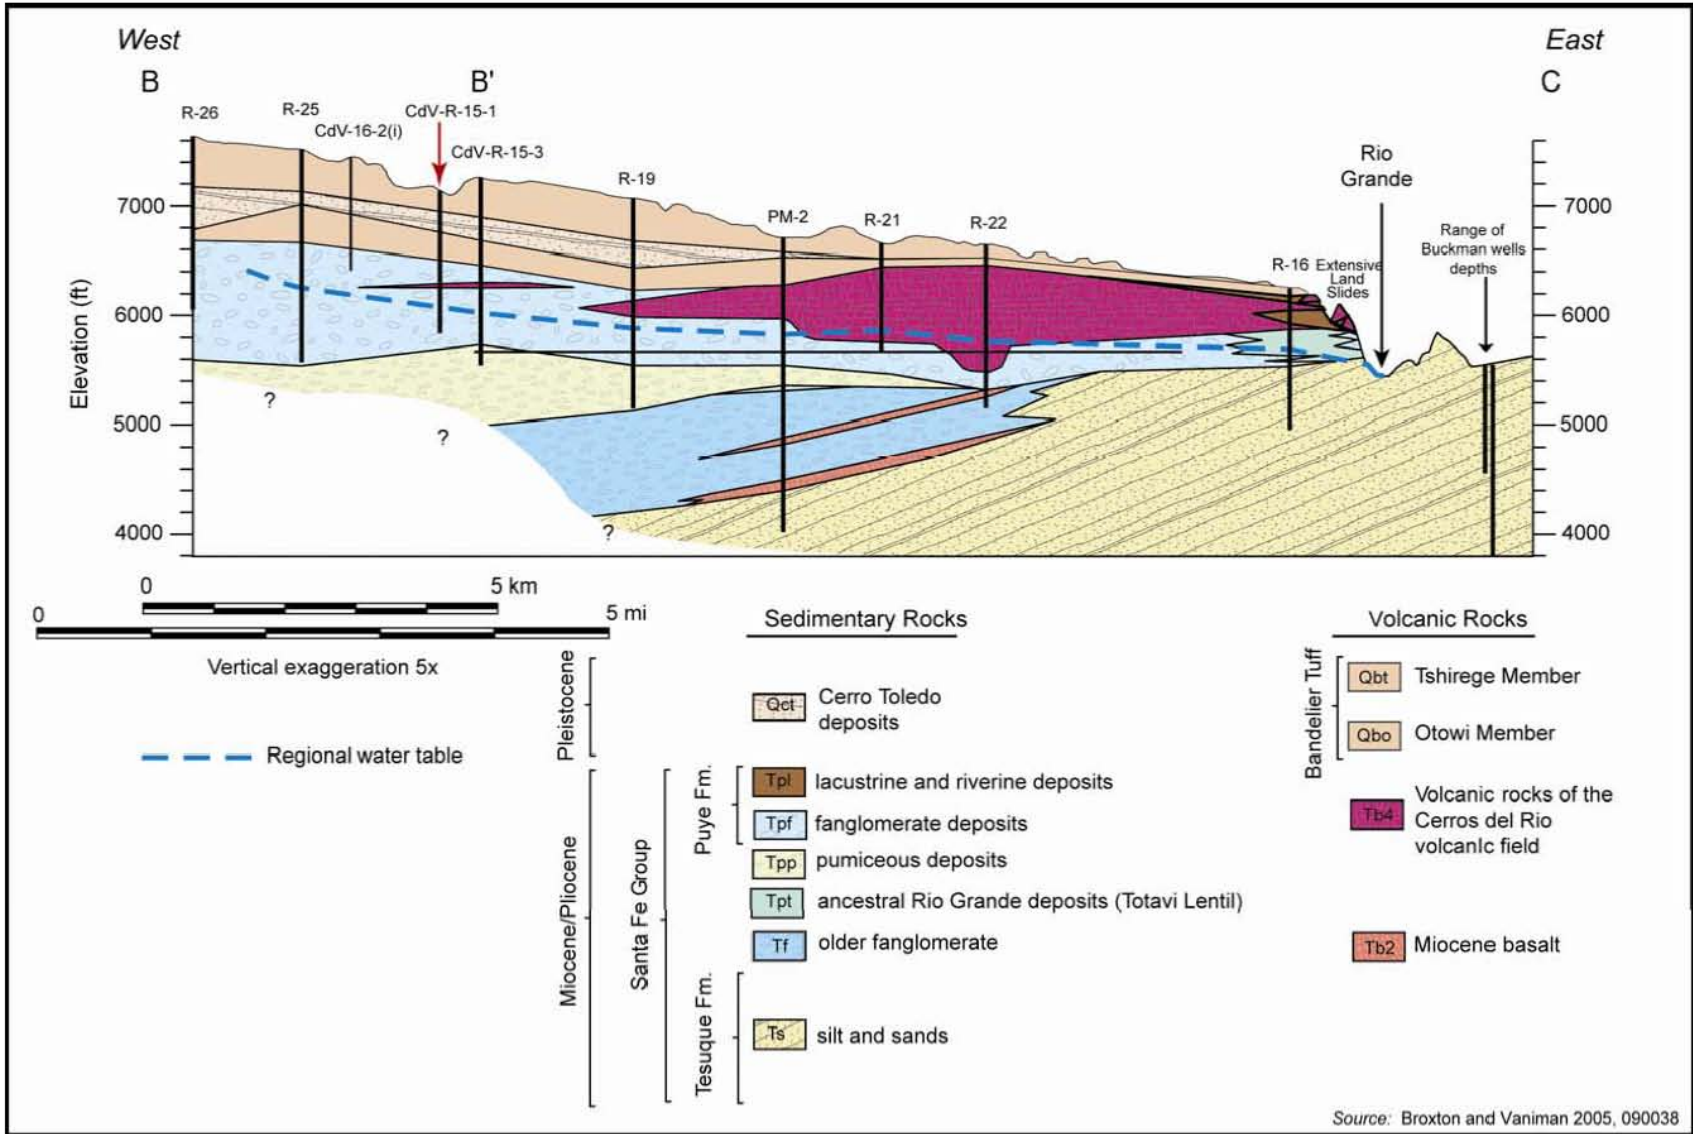 West
East
B
B'
C
R-26
R-25
CdV-R-15-1
CdV-16-2(i)
CdV-R-15-3
R-19
PM-2
R-21
R-22
R-16
Extensive
Land
Slides
Rio
Grande
Range of
Buckman wells
depths
Elevation (ft)
7000
6000
5000
4000
7000
6000
5000
4000
?
?
?
0
5 km
0
5 mi
Vertical exaggeration 5x
Regional water table
Sedimentary Rocks
Pleistocene
Qct
Cerro Toledo
deposits
Miocene/Pliocene
Santa Fe Group
Puye Fm.
Tpl
lacustrine and riverine deposits
Tpf
fanglomerate deposits
Tpp
pumiceous deposits
Tpt
ancestral Rio Grande deposits (Totavi Lentil)
Tf
older fanglomerate
Tesuque Fm.
Ts
silt and sands
Volcanic Rocks
Bandelier Tuff
Qbt
Tshirege Member
Qbo
Otowi Member
Tb4
Volcanic rocks of the
Cerros del Rio
volcanIc field
Tb2
Miocene basalt
Source: Broxton and Vaniman 2005, 090038